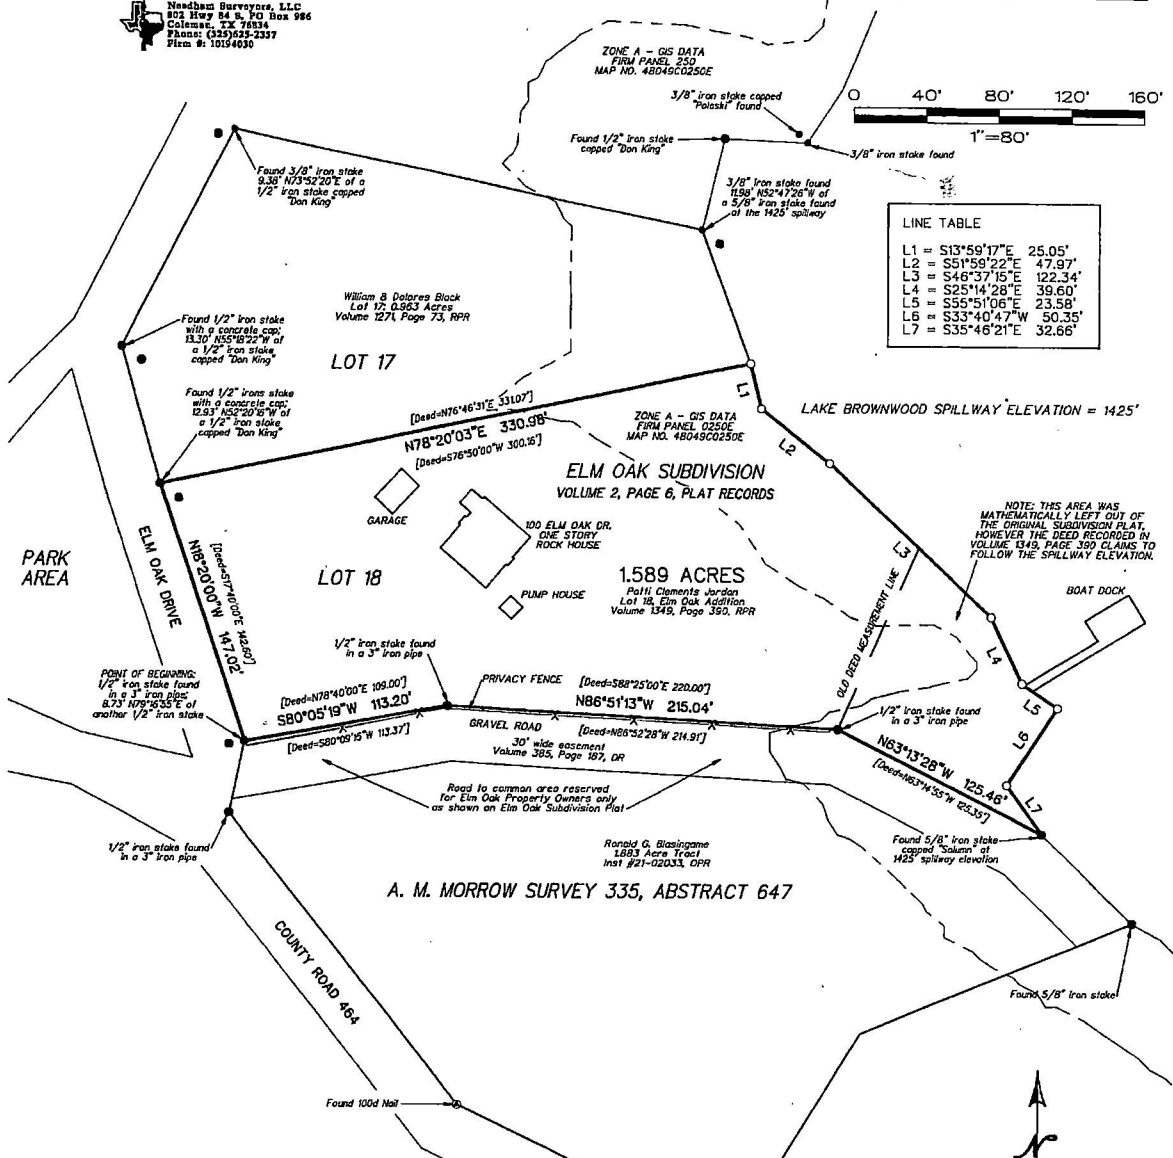 Needham Surveyors, LLC
802 Hwy 84 E, PO Box 986
Coleman, TX 76834
Phone: (325)625-2357
Firm #: 10194030
ZONE A - GIS DATA
FIRM PANEL 250
MAP NO. 48049C0250E
3/8" iron stake capped
"Poleski" found
0 40' 80' 120' 160'
1"=80'
Found 1/2" iron stake
capped "Don King"
3/8" iron stake found
Found 3/8" iron stake
9.38' N73°52'20"E of a
1/2" iron stake capped
"Don King"
3/8" iron stake found
11.98' N52°47'26"W of
a 5/8" iron stake found
at the 1425' spillway
LINE TABLE
L1 = S13°59'17"E 25.05'
L2 = S51°59'22"E 47.97'
L3 = S46°37'15"E 122.34'
L4 = S25°14'28"E 39.60'
L5 = S55°51'06"E 23.58'
L6 = S33°40'47"W 50.35'
L7 = S35°46'21"E 32.66'
William & Dolores Black
Lot 17; 0.963 Acres
Volume 1271, Page 73, RPR
LOT 17
Found 1/2" iron stake
with a concrete cap;
13.30' N55°18'22"W of
a 1/2" iron stake
capped "Don King"
Found 1/2" irons stake
with a concrete cap;
12.93' N52°20'16"W of
a 1/2" iron stake
capped "Don King"
[Deed=N76°46'31"E 331.07']
N78°20'03"E 330.98'
[Deed=S76°50'00"W 300.16']
L1
L2
ZONE A - GIS DATA
FIRM PANEL 0250E
MAP NO. 48049C0250E
LAKE BROWNWOOD SPILLWAY ELEVATION = 1425'
ELM OAK SUBDIVISION
VOLUME 2, PAGE 6, PLAT RECORDS
GARAGE
100 ELM OAK DR.
ONE STORY
ROCK HOUSE
NOTE: THIS AREA WAS
MATHEMATICALLY LEFT OUT OF
THE ORIGINAL SUBDIVISION PLAT,
HOWEVER THE DEED RECORDED IN
VOLUME 1349, PAGE 390 CLAIMS TO
FOLLOW THE SPILLWAY ELEVATION.
L3
PARK
AREA
ELM OAK DRIVE
[Deed=S17°40'00"E 142.60']
N18°20'00"W 147.02'
LOT 18
1.589 ACRES
Patti Clements Jordan
Lot 18, Elm Oak Addition
Volume 1349, Page 390, RPR
PUMP HOUSE
BOAT DOCK
OLD DEED MEASUREMENT LINE
L4
1/2" iron stake found
in a 3" iron pipe
POINT OF BEGINNING:
1/2" iron stake found
in a 3" iron pipe;
8.73' N79°16'55"E of
another 1/2" iron stake
[Deed=N78°40'00"E 109.00']
S80°05'19"W 113.20'
[Deed=S80°09'15"W 113.37']
PRIVACY FENCE
[Deed=S88°25'00"E 220.00']
N86°51'13"W 215.04'
GRAVEL ROAD
[Deed=N86°52'28"W 214.91']
30' wide easement
Volume 385, Page 187, DR
L5
1/2" iron stake found
in a 3" iron pipe
L6
N63°13'28"W 125.46'
[Deed=N63°14'55"W 125.35']
L7
Road to common area reserved
for Elm Oak Property Owners only
as shown on Elm Oak Subdivision Plat
1/2" iron stake found
in a 3" iron pipe
Ronald G. Blasingame
1.883 Acre Tract
Inst #21-02033, OPR
Found 5/8" iron stake
capped "Solumn" at
1425' spillway elevation
A. M. MORROW SURVEY 335, ABSTRACT 647
COUNTY ROAD 464
Found 5/8" iron stake
Found 100d Nail
N